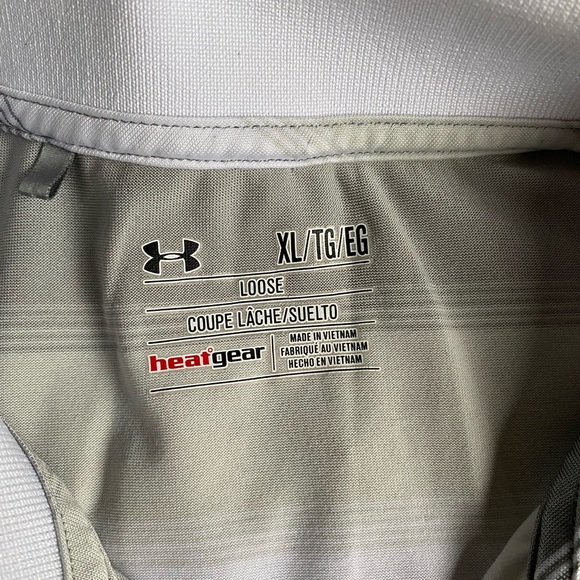 XL/TG/EG
LOOSE
COUPE LÂCHE/SUELTO
heatgear
MADE IN VIETNAM
FABRIQUÉ AU VIETNAM
HECHO EN VIETNAM